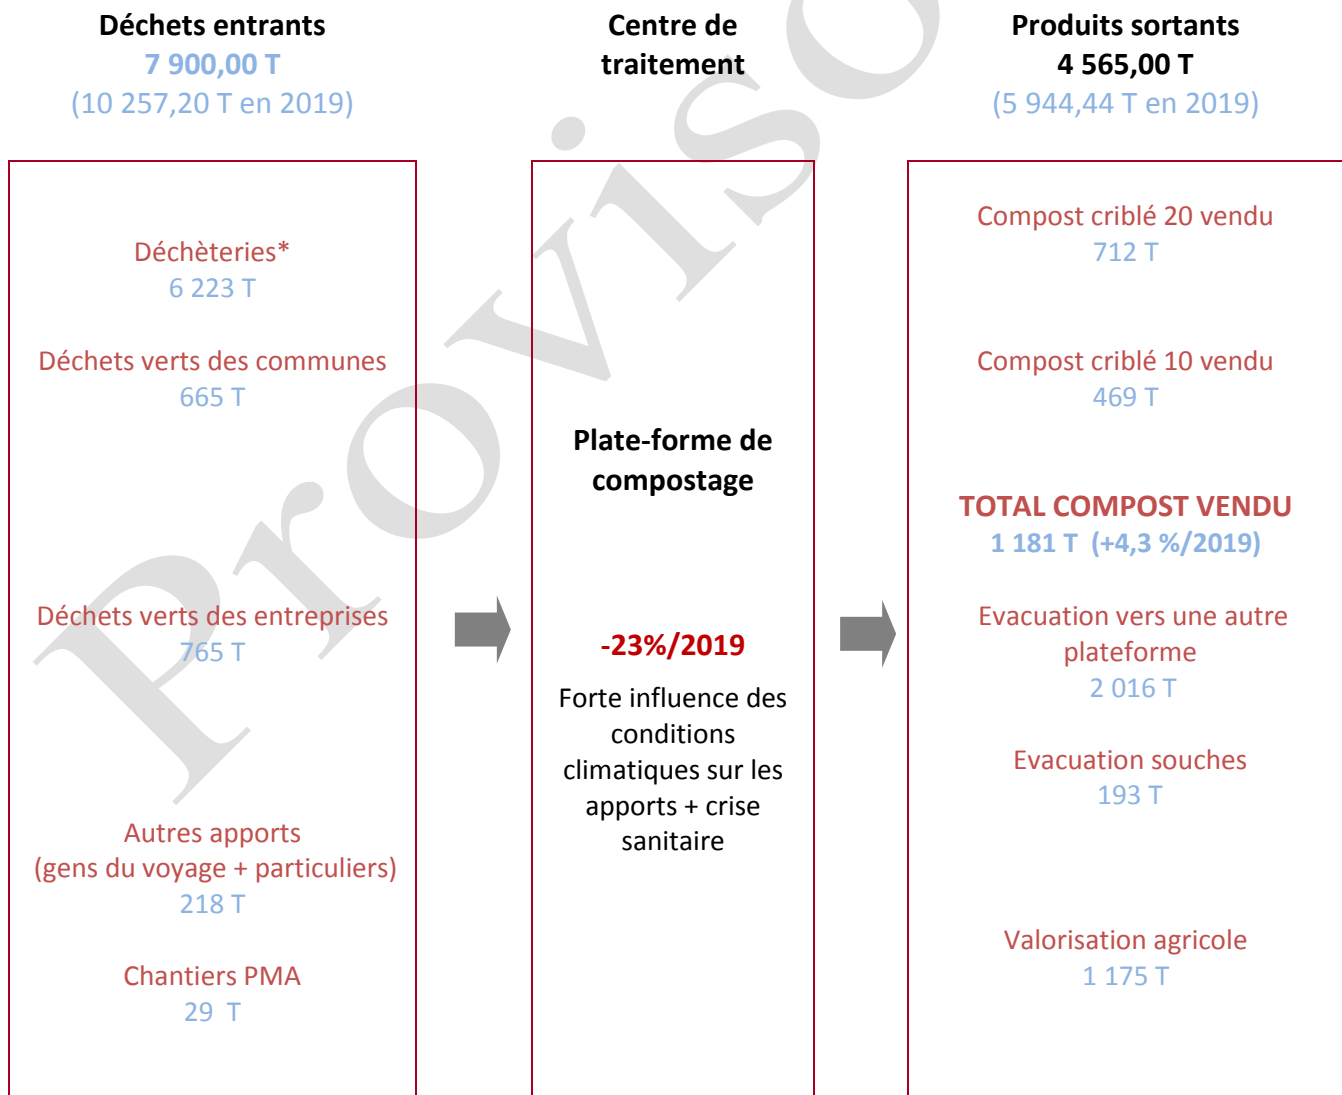 Déchets entrants
7 900,00 T
(10 257,20 T en 2019)
Déchèteries*
6 223 T
Déchets verts des communes
665 T
Déchets verts des entreprises
765 T
Autres apports
(gens du voyage + particuliers)
218 T
Chantiers PMA
29 T
Centre de
traitement
Plate-forme de
compostage
-23%/2019
Forte influence des
conditions
climatiques sur les
apports + crise
sanitaire
Produits sortants
4 565,00 T
(5 944,44 T en 2019)
Compost criblé 20 vendu
712 T
Compost criblé 10 vendu
469 T
TOTAL COMPOST VENDU
1 181 T (+4,3 %/2019)
Evacuation vers une autre
plateforme
2 016 T
Evacuation souches
193 T
Valorisation agricole
1 175 T
Proviso